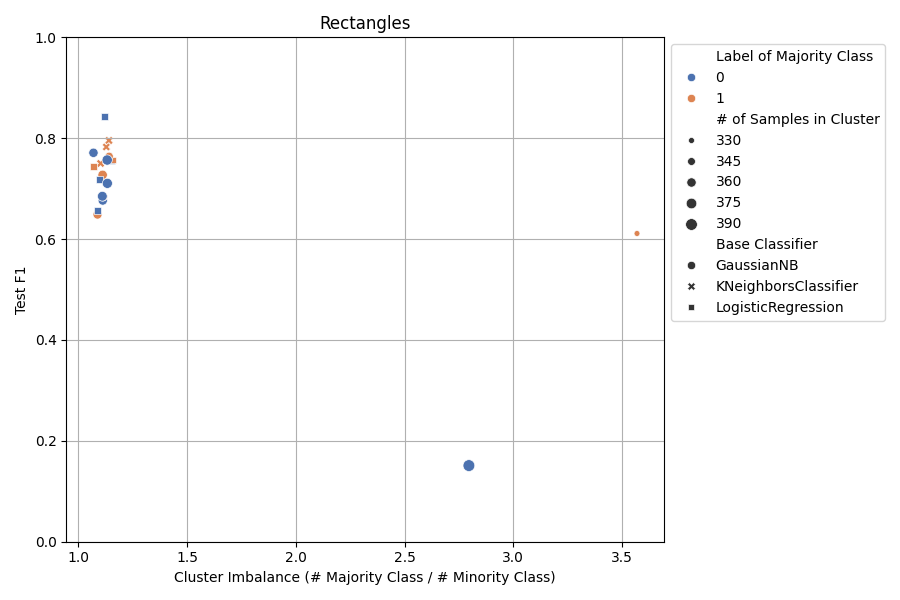 Rectangles
1.0
0.8
0.6
0.4
0.2
0.0
Test F1
1.0
1.5
2.0
2.5
3.0
3.5
Cluster Imbalance (# Majority Class / # Minority Class)
Label of Majority Class
0
1
# of Samples in Cluster
330
345
360
375
390
Base Classifier
GaussianNB
KNeighborsClassifier
LogisticRegression